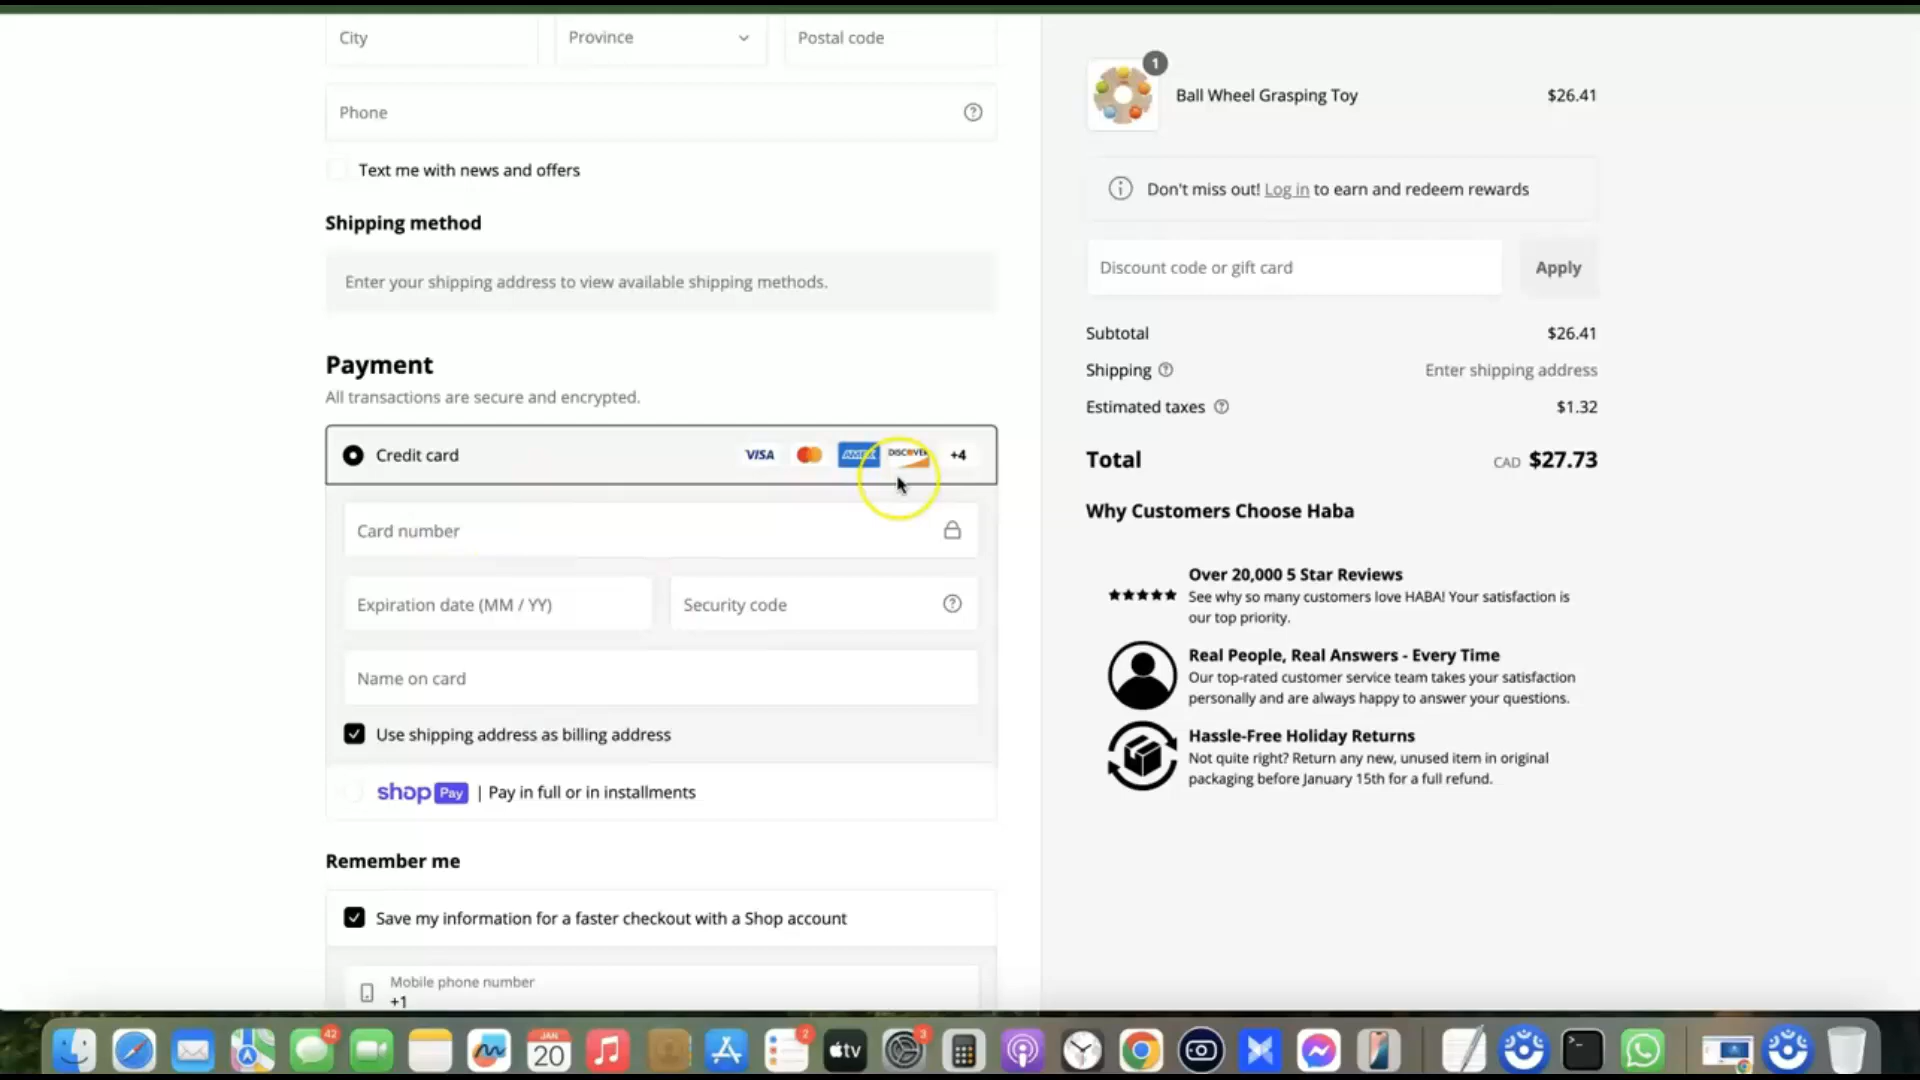 City
Province
Postal code
Phone
Text me with news and offers
Shipping method
Enter your shipping address to view available shipping methods.
Payment
All transactions are secure and encrypted.
Credit card
VISA
AMEX
DISCOVER
+4
Card number
Expiration date (MM / YY)
Security code
Name on card
Use shipping address as billing address
shop Pay | Pay in full or in installments
Remember me
Save my information for a faster checkout with a Shop account
Mobile phone number
+1
1
Ball Wheel Grasping Toy
$26.41
Don't miss out! Log in to earn and redeem rewards
Discount code or gift card
Apply
Subtotal
$26.41
Shipping
Enter shipping address
Estimated taxes
$1.32
Total
CAD $27.73
Why Customers Choose Haba
Over 20,000 5 Star Reviews
See why so many customers love HABA! Your satisfaction is
our top priority.
Real People, Real Answers - Every Time
Our top-rated customer service team takes your satisfaction
personally and are always happy to answer your questions.
Hassle-Free Holiday Returns
Not quite right? Return any new, unused item in original
packaging before January 15th for a full refund.
42
JAN
20
2
tv
3